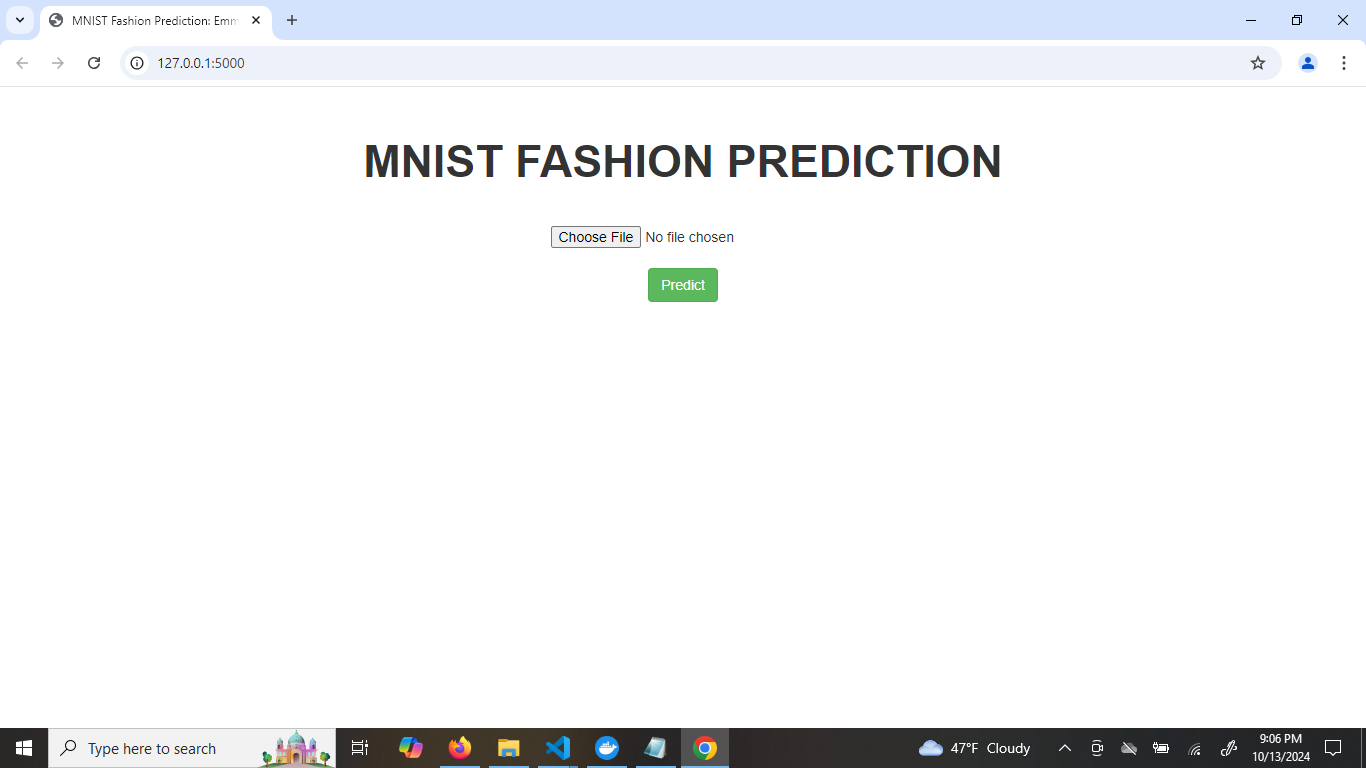 MNIST Fashion Prediction: Emm
127.0.0.1:5000
MNIST FASHION PREDICTION
Choose File No file chosen
Predict
Type here to search
47°F Cloudy
9:06 PM
10/13/2024